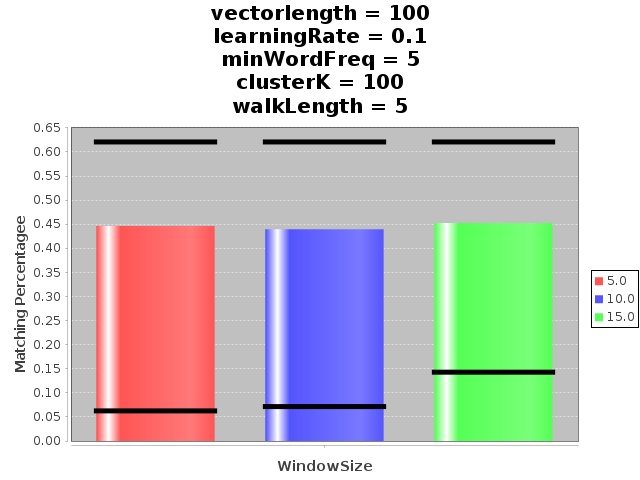 vectorlength = 100
learningRate = 0.1
minWordFreq = 5
clusterK = 100
walkLength = 5
0.65
0.60
0.55
0.50
0.45
0.40
0.35
0.30
0.25
0.20
0.15
0.10
0.05
0.00
Matching Percentagee
WindowSize
5.0
10.0
15.0